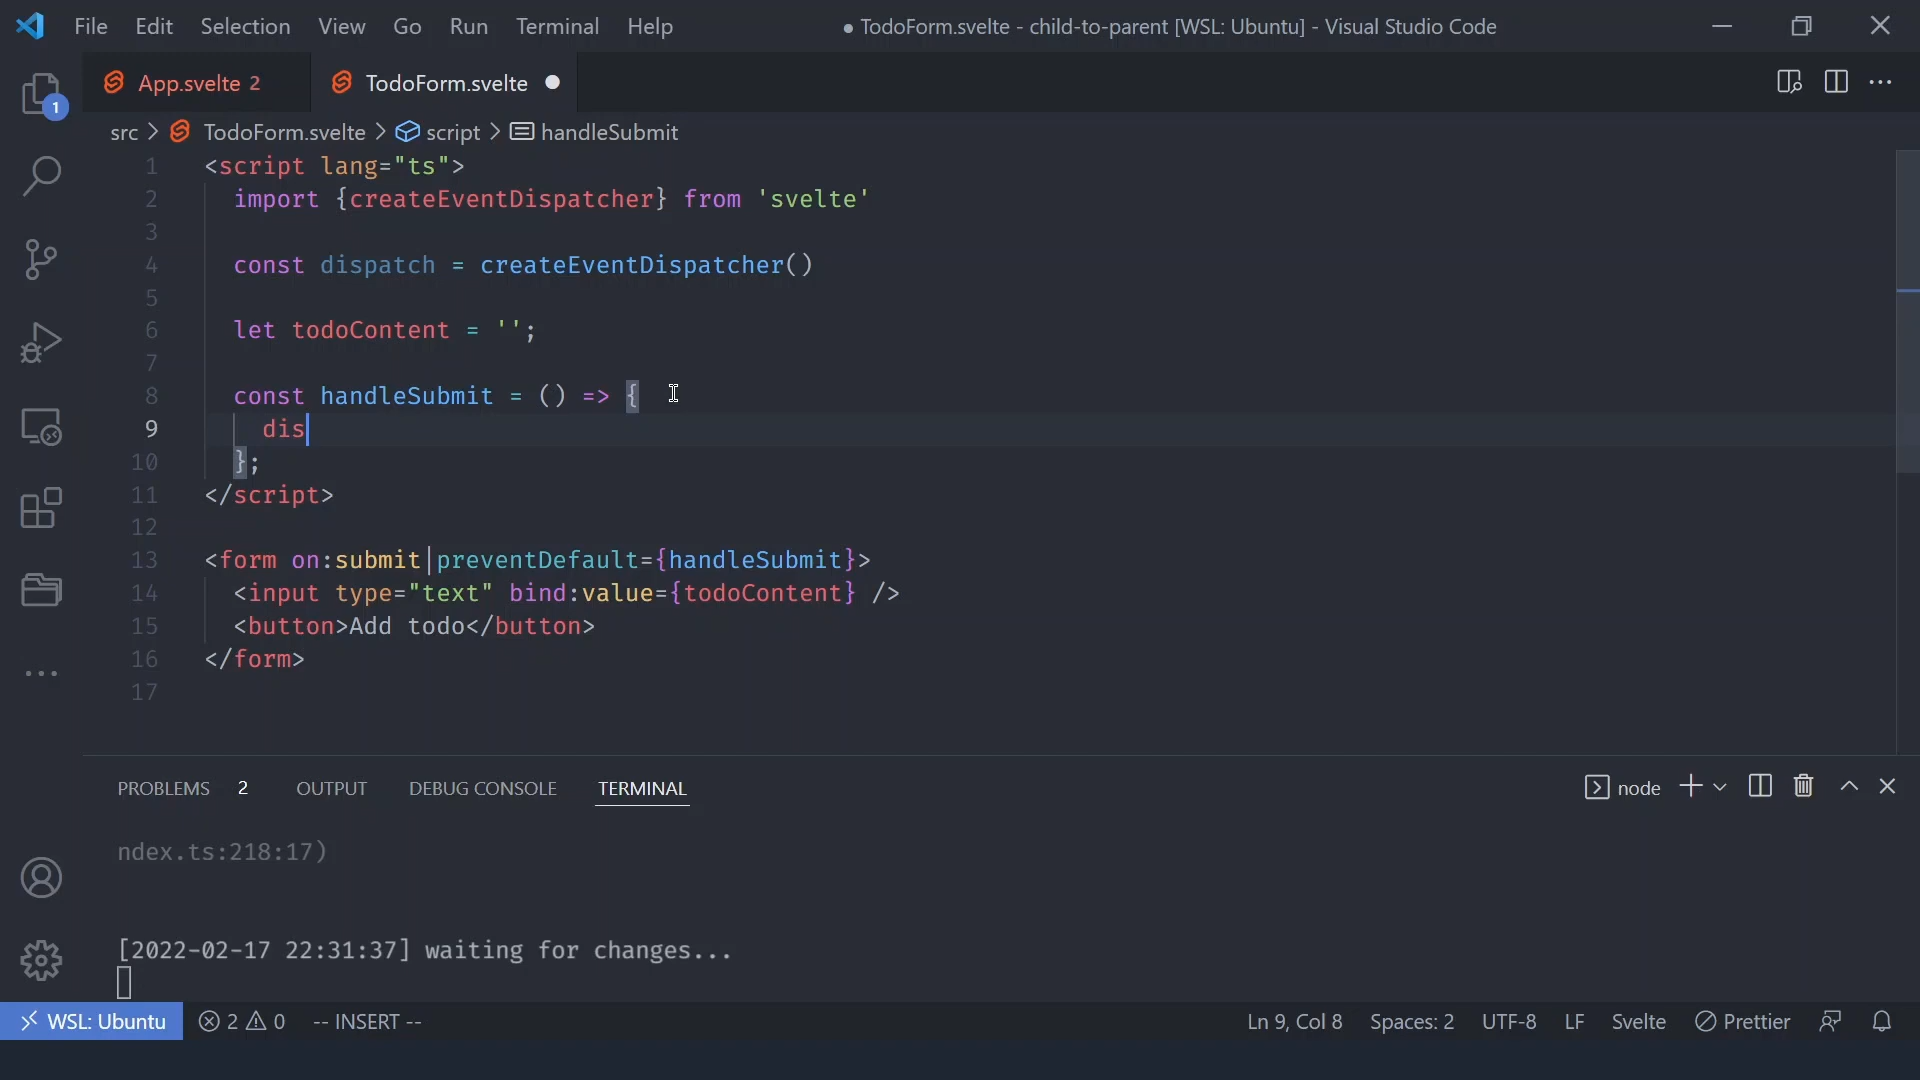 File Edit Selection View Go Run Terminal Help ● TodoForm.svelte - child-to-parent [WSL: Ubuntu] - Visual Studio Code
App.svelte 2 TodoForm.svelte
1
src > TodoForm.svelte > script > handleSubmit
1 <script lang="ts">
2 import {createEventDispatcher} from 'svelte'
3
4 const dispatch = createEventDispatcher()
5
6 let todoContent = '';
7
8 const handleSubmit = () => {
9 dis
10 };
11 </script>
12
13 <form on:submit|preventDefault={handleSubmit}>
14 <input type="text" bind:value={todoContent} />
15 <button>Add todo</button>
16 </form>
17
PROBLEMS 2 OUTPUT DEBUG CONSOLE TERMINAL node
ndex.ts:218:17)
[2022-02-17 22:31:37] waiting for changes...
WSL: Ubuntu 2 0 -- INSERT -- Ln 9, Col 8 Spaces: 2 UTF-8 LF Svelte Prettier